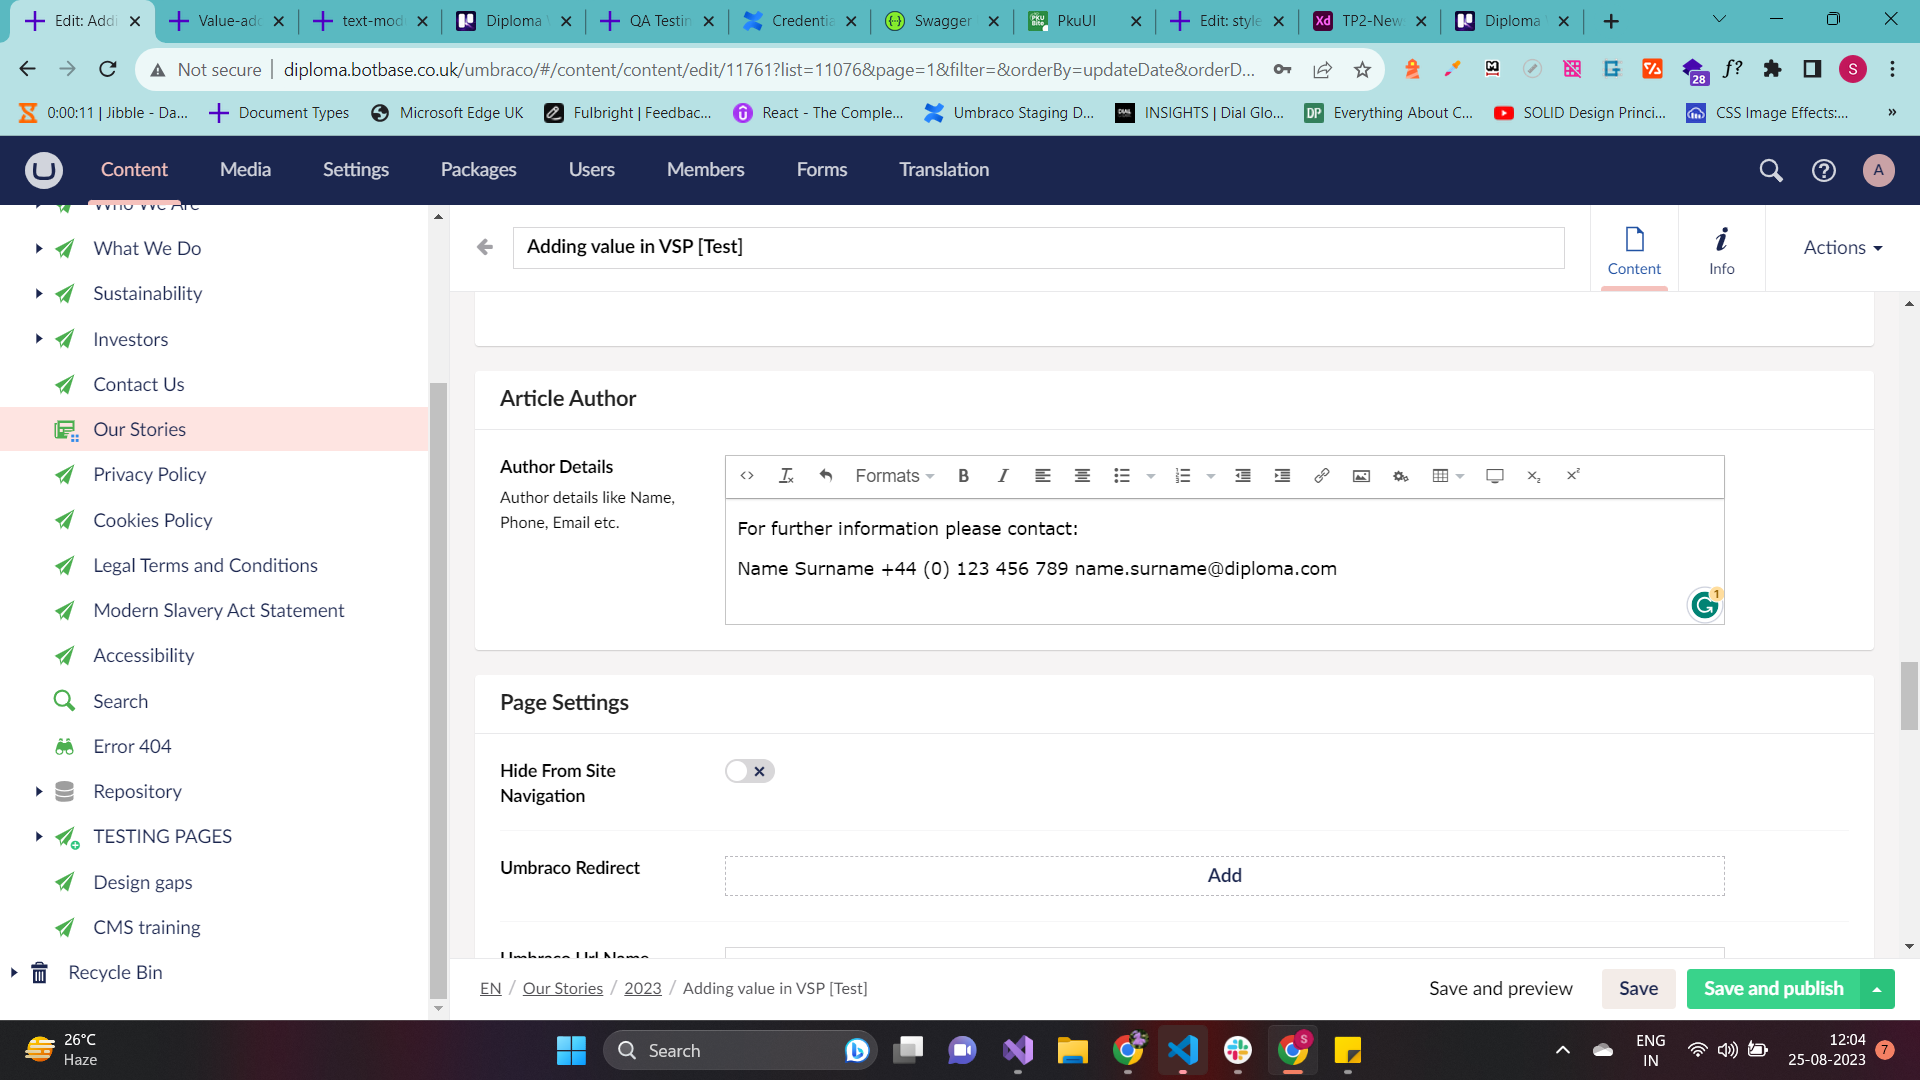 Edit: Addi
Value-add
text-mod
Diploma
QA Testin
Credentia
Swagger
PkuUI
Edit: style
TP2-New
Diploma
Not secure
diploma.botbase.co.uk/umbraco/#/content/content/edit/11761?list=11076&page=1&filter=&orderBy=updateDate&orderD...
28
f?
S
0:00:11 | Jibble - Da...
Document Types
Microsoft Edge UK
Fulbright | Feedbac...
React - The Comple...
Umbraco Staging D...
INSIGHTS | Dial Glo...
DP
Everything About C...
SOLID Design Princi...
CSS Image Effects:...
»
Content
Media
Settings
Packages
Users
Members
Forms
Translation
A
Who We Are
What We Do
Sustainability
Investors
Contact Us
Our Stories
Privacy Policy
Cookies Policy
Legal Terms and Conditions
Modern Slavery Act Statement
Accessibility
Search
Error 404
Repository
TESTING PAGES
Design gaps
CMS training
Recycle Bin
Adding value in VSP [Test]
Content
Info
Actions
Article Author
Author Details
Author details like Name,
Phone, Email etc.
Formats
For further information please contact:
Name Surname +44 (0) 123 456 789 name.surname@diploma.com
1
Page Settings
Hide From Site
Navigation
Umbraco Redirect
Add
Umbraco Url Name
EN / Our Stories / 2023 / Adding value in VSP [Test]
Save and preview
Save
Save and publish
26°C
Haze
Search
S
ENG
IN
12:04
25-08-2023
7